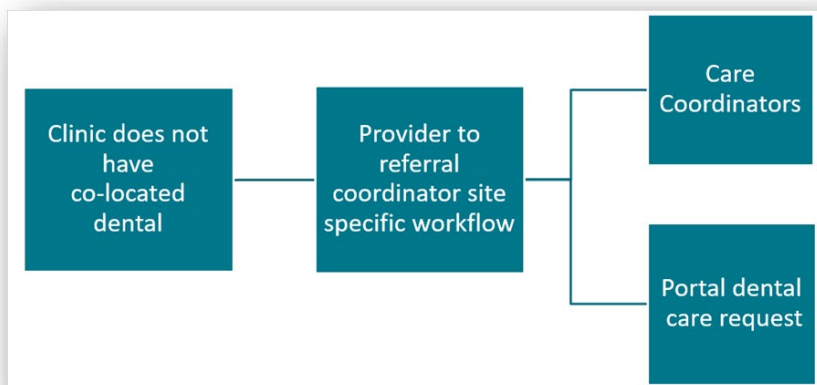 Clinic does not
have
co-located
dental
Provider to
referral
coordinator site
specific workflow
Care
Coordinators
Portal dental
care request